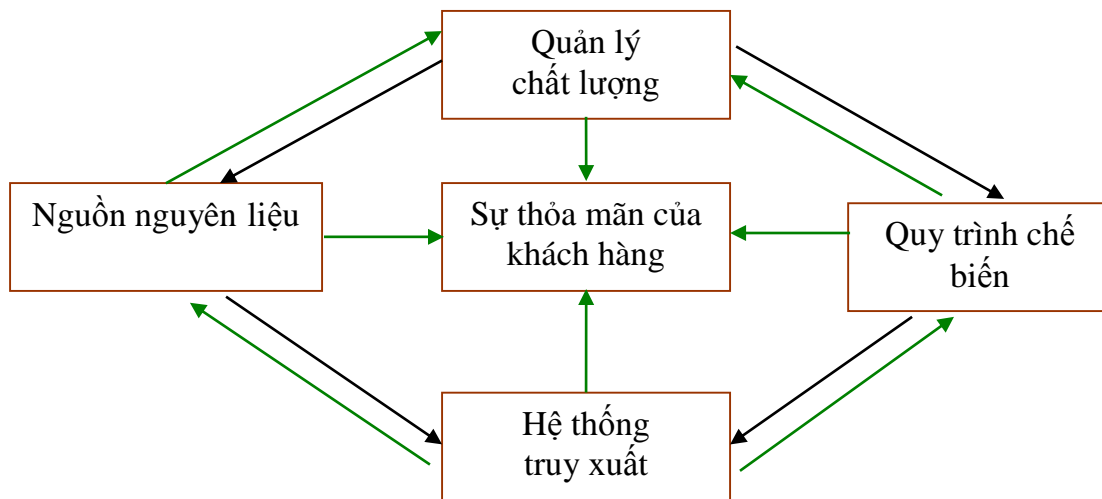 Quản lý
chất lượng
Nguồn nguyên liệu
Sự thỏa mãn của
khách hàng
Quy trình chế
biến
Hệ thống
truy xuất